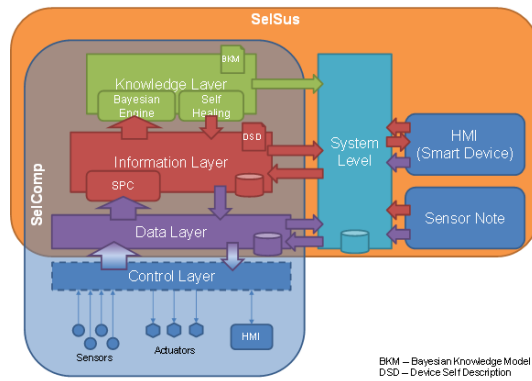 SelSus
BKM
Knowledge Layer
Bayesian
Engine
Self
Healing
DSD
Information Layer
SPC
System
Level
HMI
(Smart Device)
Sensor Note
SelComp
Data Layer
Control Layer
Sensors
Actuators
HMI
BKM – Bayesian Knowledge Model
DSD – Device Self Description